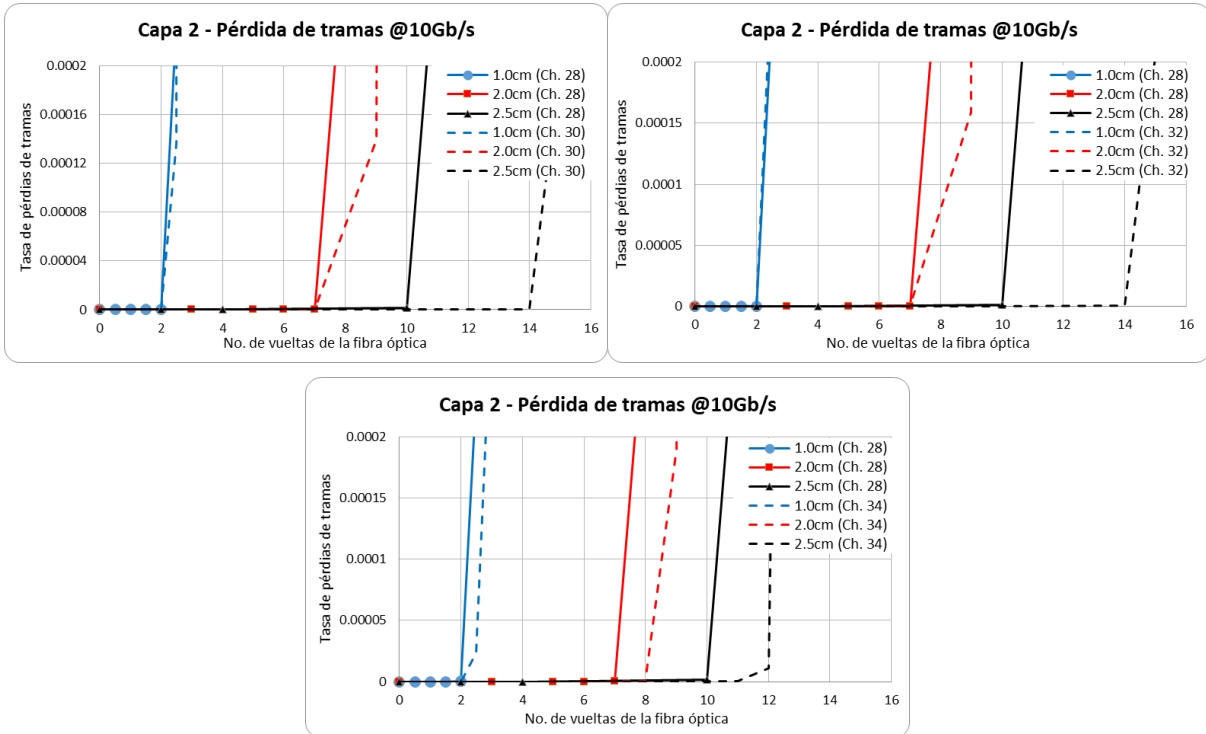 Capa 2 - Pérdida de tramas @10Gb/s
Tasa de pérdias de tramas
0.0002
0.00016
0.00012
0.00008
0.00004
0
0 2 4 6 8 10 12 14 16
No. de vueltas de la fibra óptica
1.0cm (Ch. 28)
2.0cm (Ch. 28)
2.5cm (Ch. 28)
1.0cm (Ch. 30)
2.0cm (Ch. 30)
2.5cm (Ch. 30)
Capa 2 - Pérdida de tramas @10Gb/s
Tasa de pérdias de tramas
0.0002
0.00015
0.0001
0.00005
0
0 2 4 6 8 10 12 14 16
No. de vueltas de la fibra óptica
1.0cm (Ch. 28)
2.0cm (Ch. 28)
2.5cm (Ch. 28)
1.0cm (Ch. 32)
2.0cm (Ch. 32)
2.5cm (Ch. 32)
Capa 2 - Pérdida de tramas @10Gb/s
Tasa de pérdias de tramas
0.0002
0.00015
0.0001
0.00005
0
0 2 4 6 8 10 12 14 16
No. de vueltas de la fibra óptica
1.0cm (Ch. 28)
2.0cm (Ch. 28)
2.5cm (Ch. 28)
1.0cm (Ch. 34)
2.0cm (Ch. 34)
2.5cm (Ch. 34)